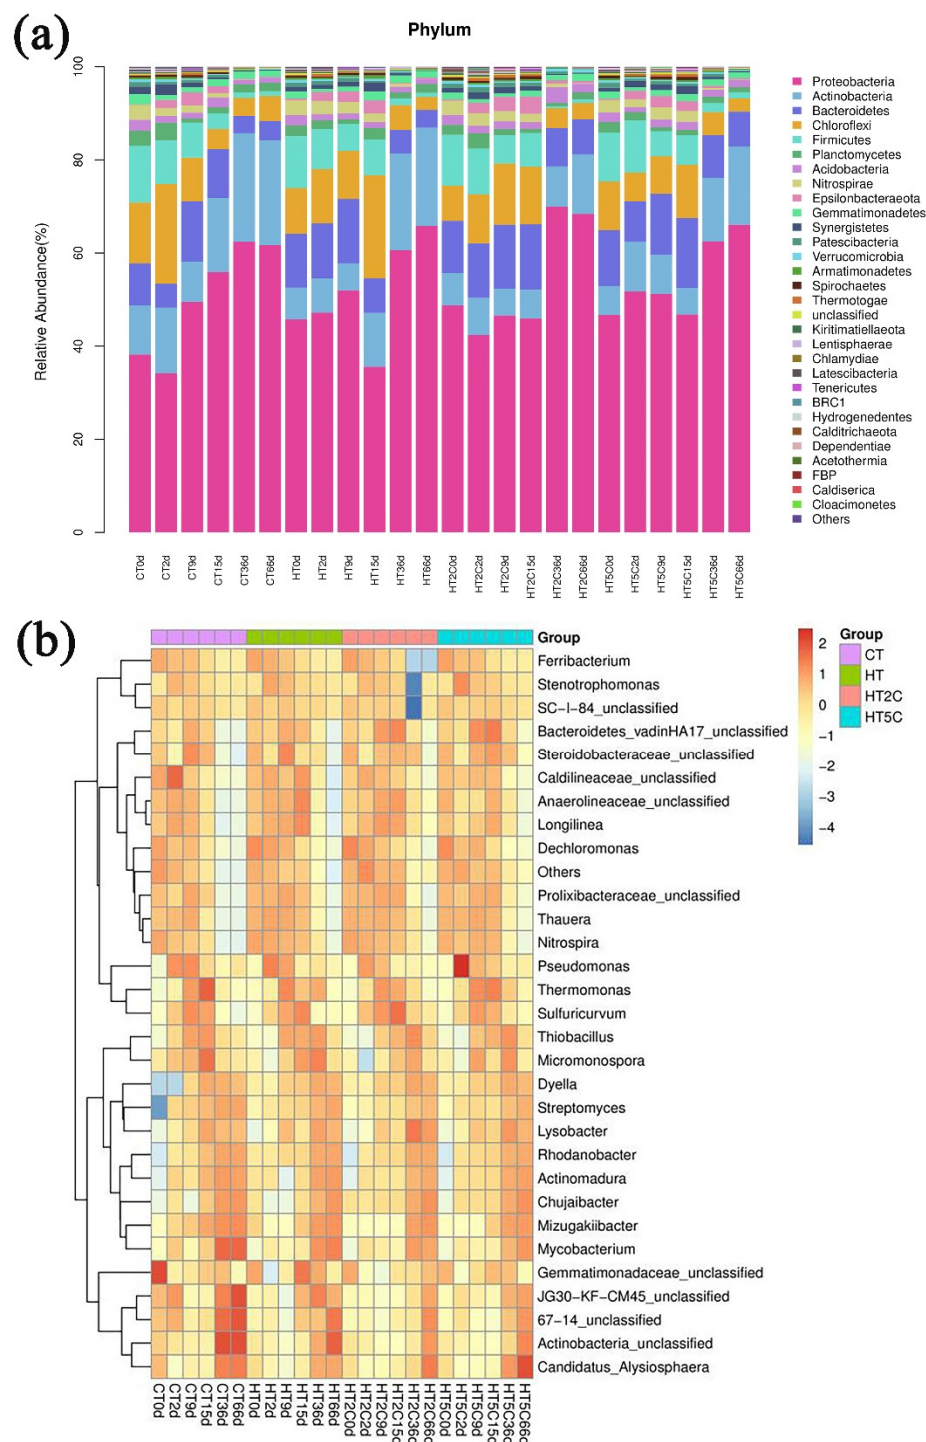 (a)
Phylum
Relative Abundance(%)
100
80
60
40
20
0
CT0d
CT2d
CT9d
CT15d
CT36d
CT66d
HT0d
HT2d
HT9d
HT15d
HT36d
HT66d
HT2C0d
HT2C2d
HT2C9d
HT2C15d
HT2C36d
HT2C66d
HT5C0d
HT5C2d
HT5C9d
HT5C15d
HT5C36d
HT5C66d
Proteobacteria
Actinobacteria
Bacteroidetes
Chloroflexi
Firmicutes
Planctomycetes
Acidobacteria
Nitrospirae
Epsilonbacteraeota
Gemmatimonadetes
Synergistetes
Patescibacteria
Verrucomicrobia
Armatimonadetes
Spirochaetes
Thermotogae
unclassified
Kiritimatiellaeota
Lentisphaerae
Chlamydiae
Latescibacteria
Tenericutes
BRC1
Hydrogenedentes
Calditrichaeota
Dependentiae
Acetothermia
FBP
Caldiserica
Cloacimonetes
Others
(b)
Group
Ferribacterium
Stenotrophomonas
SC−I−84_unclassified
Bacteroidetes_vadinHA17_unclassified
Steroidobacteraceae_unclassified
Caldilineaceae_unclassified
Anaerolineaceae_unclassified
Longilinea
Dechloromonas
Others
Prolixibacteraceae_unclassified
Thauera
Nitrospira
Pseudomonas
Thermomonas
Sulfuricurvum
Thiobacillus
Micromonospora
Dyella
Streptomyces
Lysobacter
Rhodanobacter
Actinomadura
Chujaibacter
Mizugakiibacter
Mycobacterium
Gemmatimonadaceae_unclassified
JG30−KF−CM45_unclassified
67−14_unclassified
Actinobacteria_unclassified
Candidatus_Alysiosphaera
CT0d
CT2d
CT9d
CT15d
CT36d
CT66d
HT0d
HT2d
HT9d
HT15d
HT36d
HT66d
HT2C0d
HT2C2d
HT2C9d
HT2C15d
HT2C36d
HT2C66d
HT5C0d
HT5C2d
HT5C9d
HT5C15d
HT5C36d
HT5C66d
2
1
0
−1
−2
−3
−4
Group
CT
HT
HT2C
HT5C